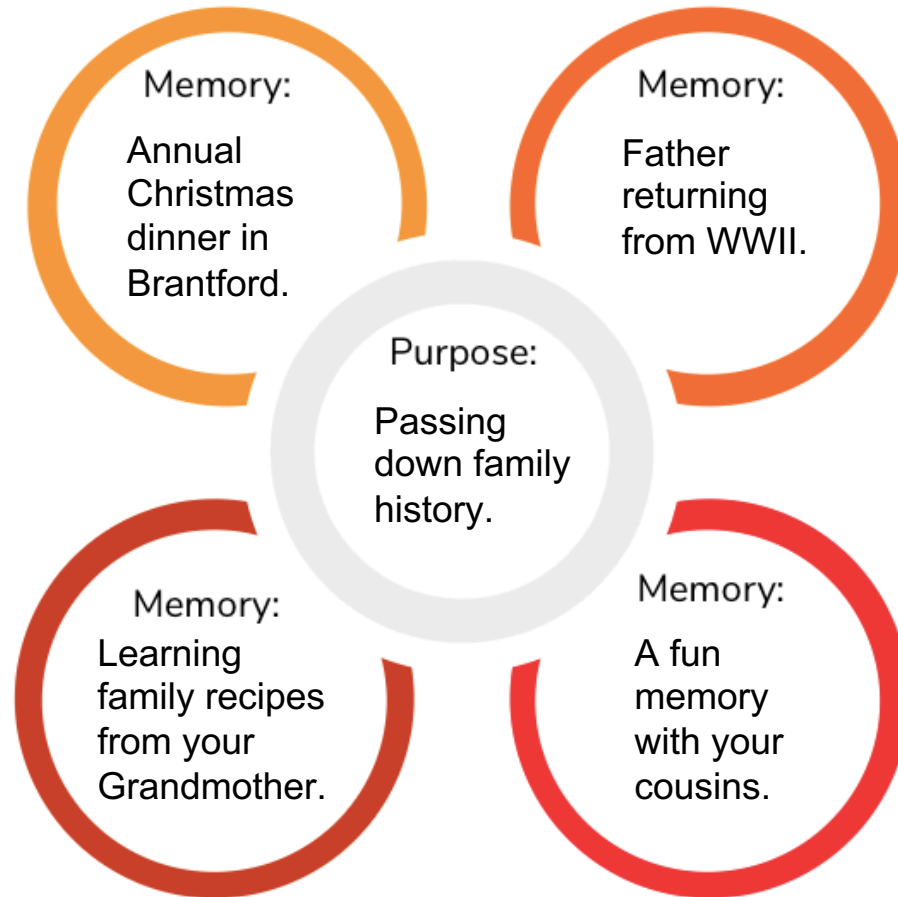 Memory:
Annual
Christmas
dinner in
Brantford.
Memory:
Father
returning
from WWII.
Purpose:
Passing
down family
history.
Memory:
Learning
family recipes
from your
Grandmother.
Memory:
A fun
memory
with your
cousins.